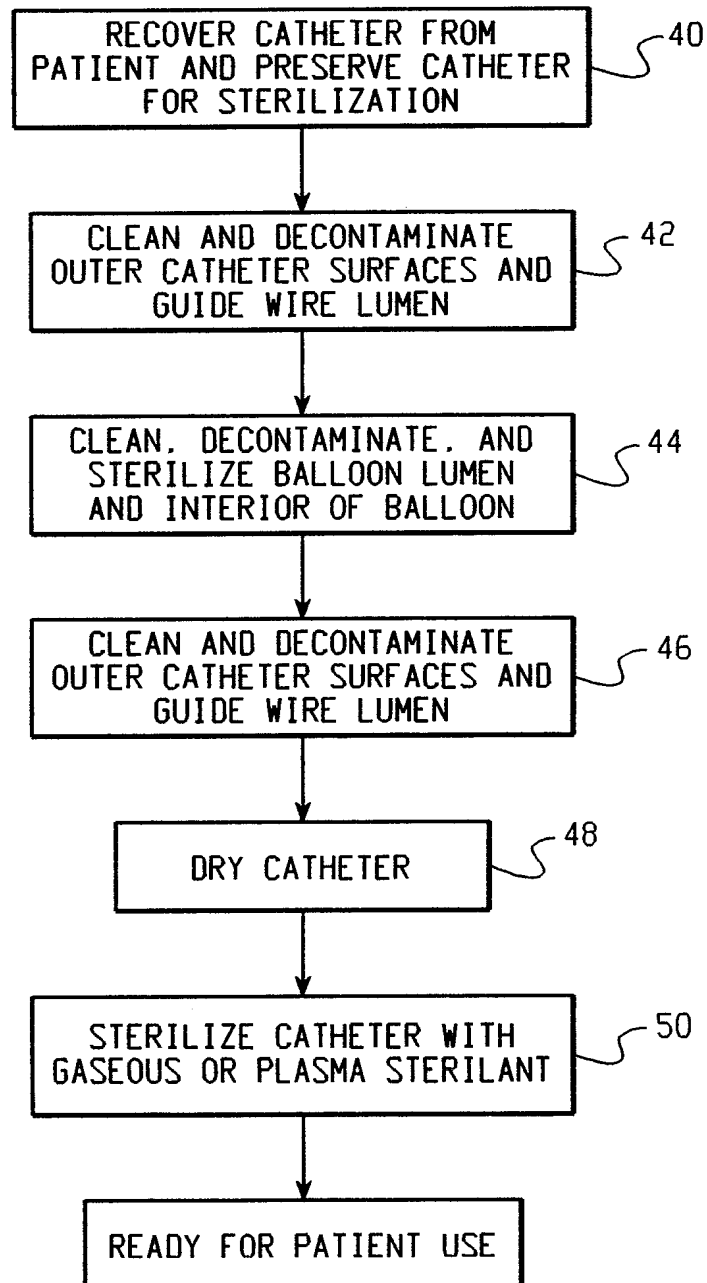 RECOVER CATHETER FROM
PATIENT AND PRESERVE CATHETER
FOR STERILIZATION
40
CLEAN AND DECONTAMINATE
OUTER CATHETER SURFACES AND
GUIDE WIRE LUMEN
42
CLEAN, DECONTAMINATE, AND
STERILIZE BALLOON LUMEN
AND INTERIOR OF BALLOON
44
CLEAN AND DECONTAMINATE
OUTER CATHETER SURFACES AND
GUIDE WIRE LUMEN
46
DRY CATHETER
48
STERILIZE CATHETER WITH
GASEOUS OR PLASMA STERILANT
50
READY FOR PATIENT USE